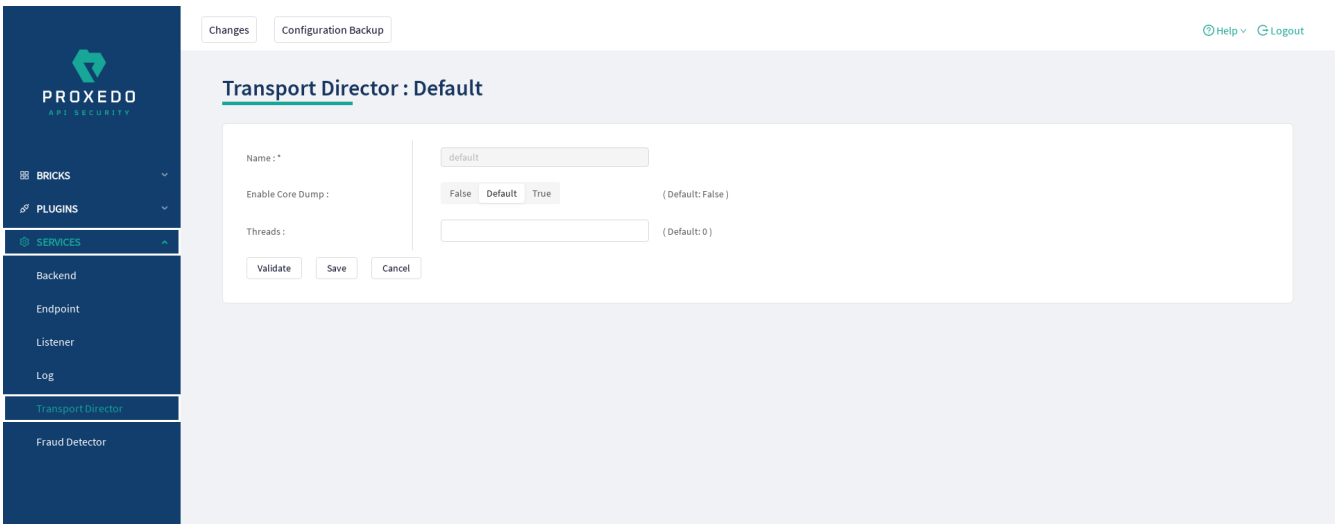 Changes Configuration Backup Help Logout
PROXEDO
API SECURITY
Transport Director : Default
BRICKS
PLUGINS
SERVICES
Backend
Endpoint
Listener
Log
Transport Director
Fraud Detector
Name : * default
Enable Core Dump : False Default True ( Default: False )
Threads : ( Default: 0 )
Validate Save Cancel